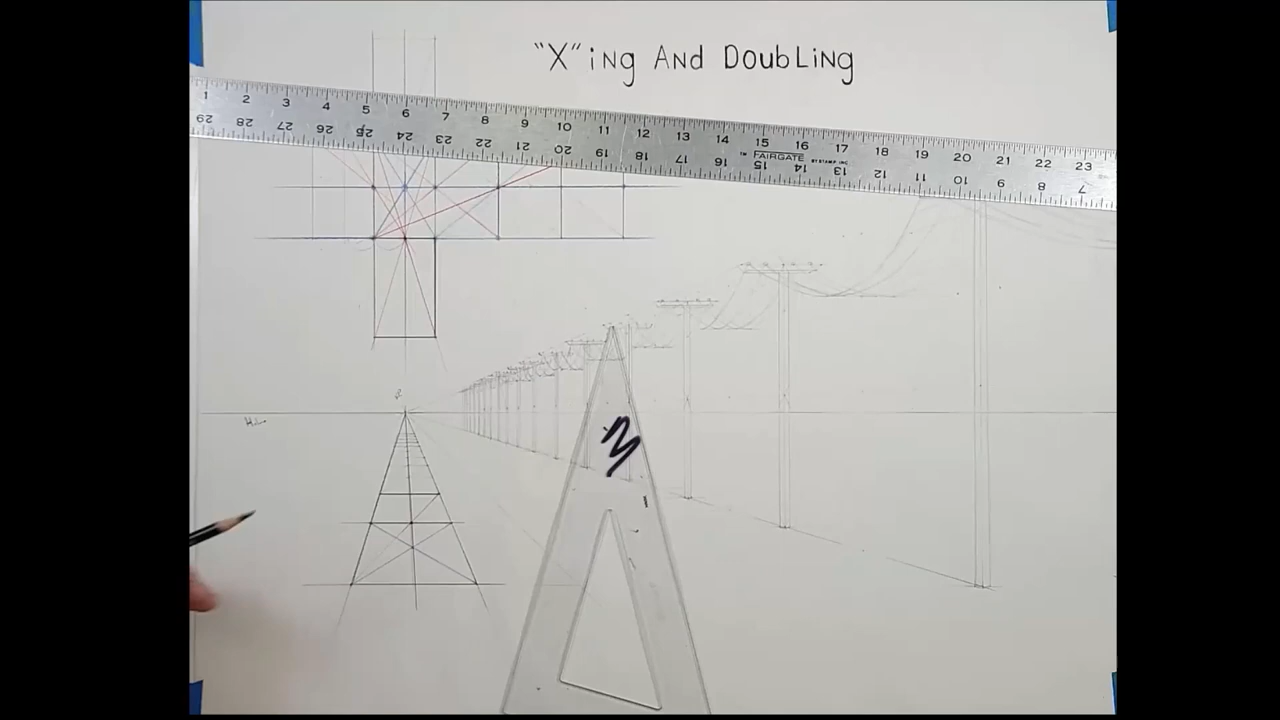 "X"ing And Doubling
1 2 3 4 5 6 7 8 9 10 11 12 13 14 15 16 17 18 19 20 21 22 23
29 28 27 26 25 24 23 22 21 20 19 18 17 16 15 14 13 11 10 9 8 7
™ FAIRGATE